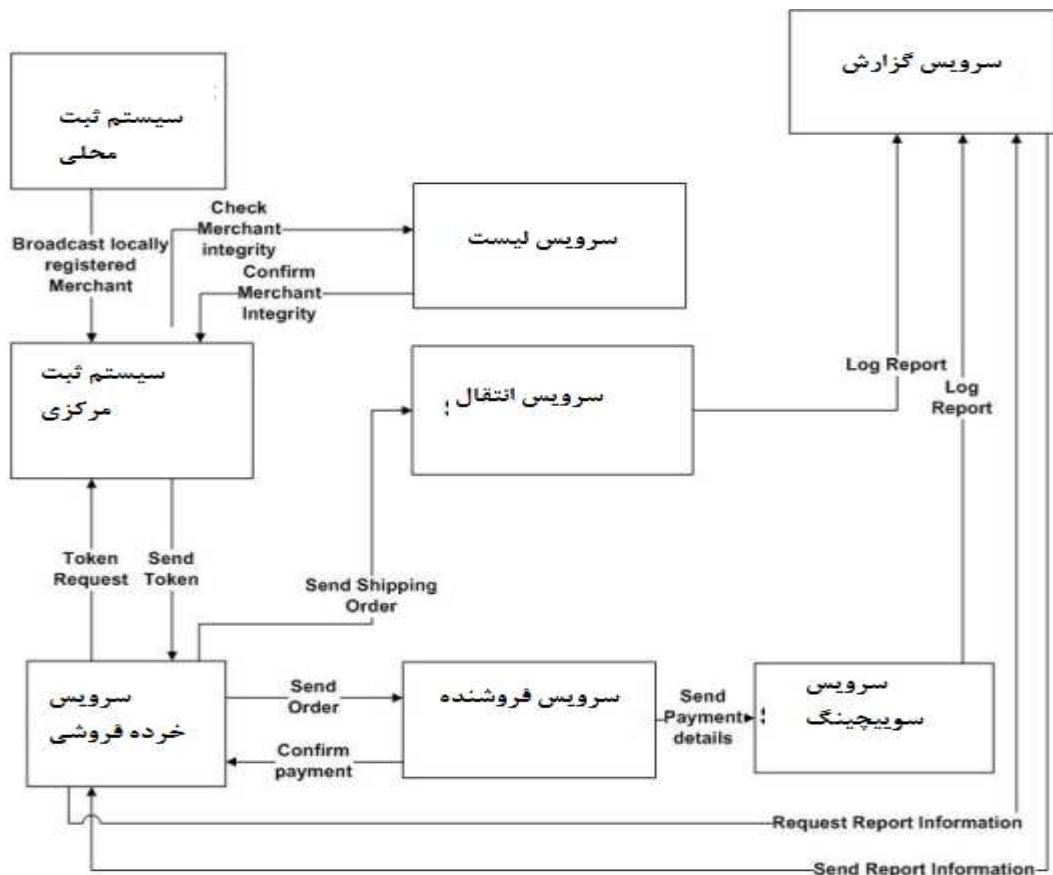 سرویس گزارش
سیستم ثبت
محلی
Check
Merchant
integrity
سرویس لیست
Broadcast locally
registered
Merchant
Confirm
Merchant
Integrity
سیستم ثبت
مرکزی
سرویس انتقال ;
Log Report
Log
Report
Token
Request
Send
Token
Send Shipping
Order
سرویس
خرده فروشی
Send
Order
سرویس فروشنده
Send
Payment
details
سرویس
سوییچینگ ;
Confirm
payment
Request Report Information
Send Report Information